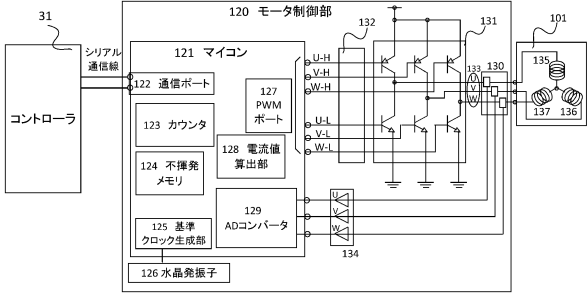 31
シリアル
通信線
コントローラ
120 モータ制御部
121 マイコン
122 通信ポート
123 カウンタ
124 不揮発
メモリ
125 基準
クロック生成部
126 水晶発振子
127
PWM
ポート
128 電流値
算出部
129
ADコンバータ
U-H
V-H
W-H
U-L
V-L
W-L
132
131
133
U
V
W
130
101
135
137
136
U
V
W
134